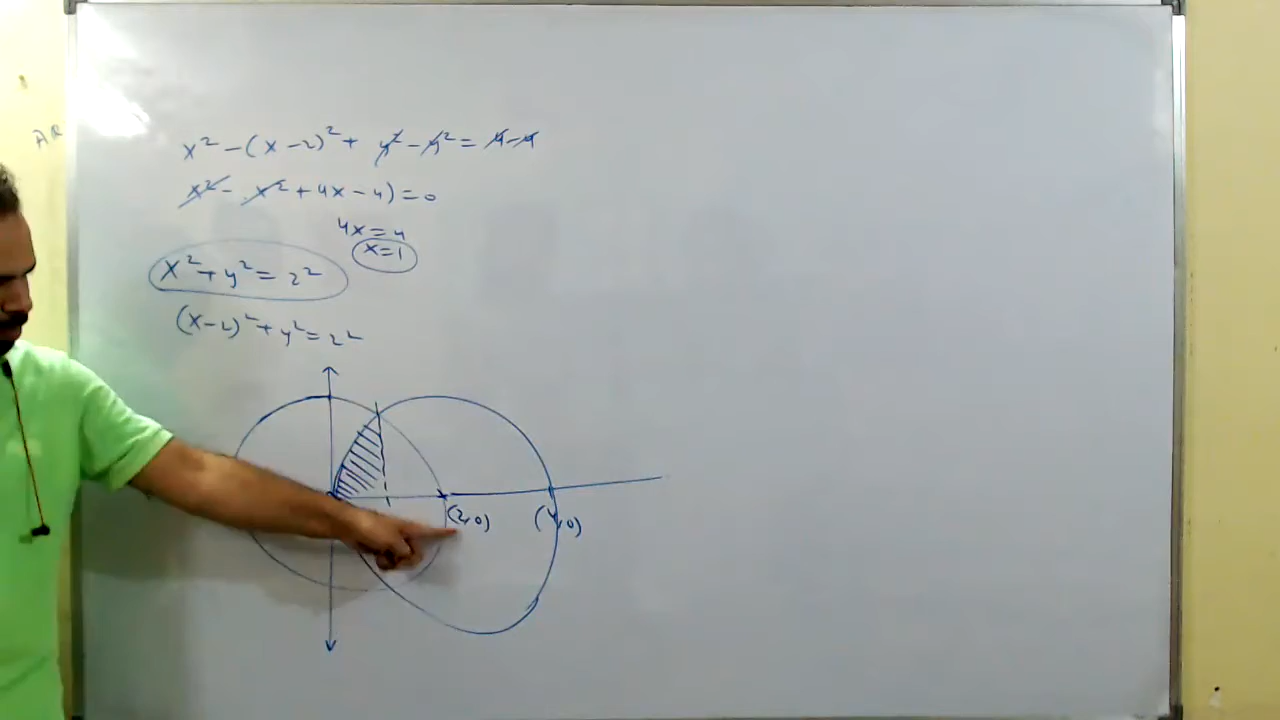 AR
x² - (x-2)² + y² - y² = 4-4
x² - x² + 4x - 4) = 0
4x = 4
x=1
x² + y² = 2²
(x-2)² + y² = 2²
(2,0) (4,0)